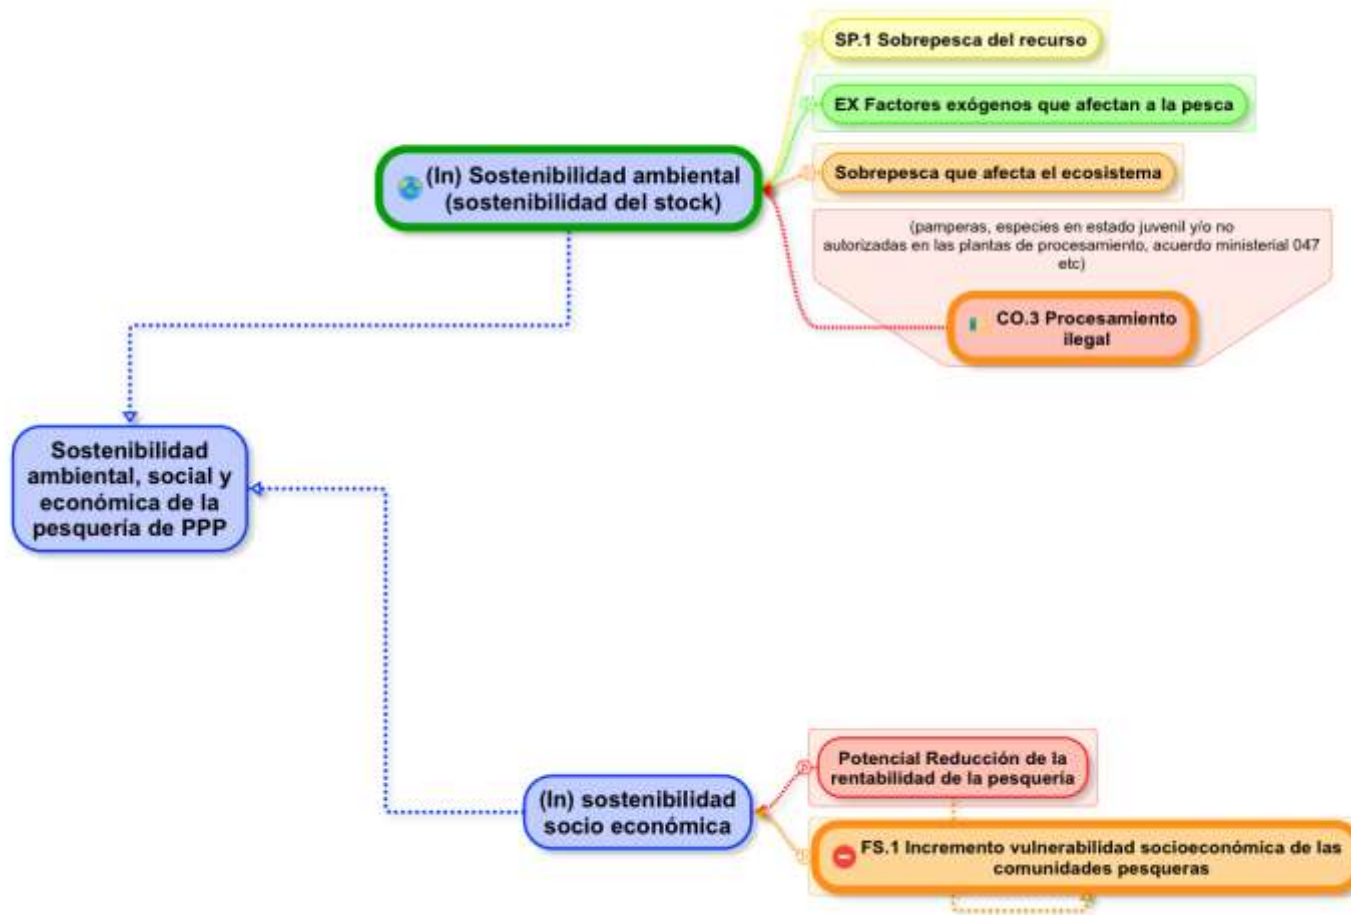 SP.1 Sobrepesca del recurso
EX Factores exógenos que afectan a la pesca
Sobrepesca que afecta el ecosistema
(In) Sostenibilidad ambiental
(sostenibilidad del stock)
(pamperas, especies en estado juvenil y/o no
autorizadas en las plantas de procesamiento, acuerdo ministerial 047
etc)
CO.3 Procesamiento
ilegal
Sostenibilidad
ambiental, social y
económica de la
pesquería de PPP
Potencial Reducción de la
rentabilidad de la pesquería
(In) sostenibilidad
socio económica
FS.1 Incremento vulnerabilidad socioeconómica de las
comunidades pesqueras